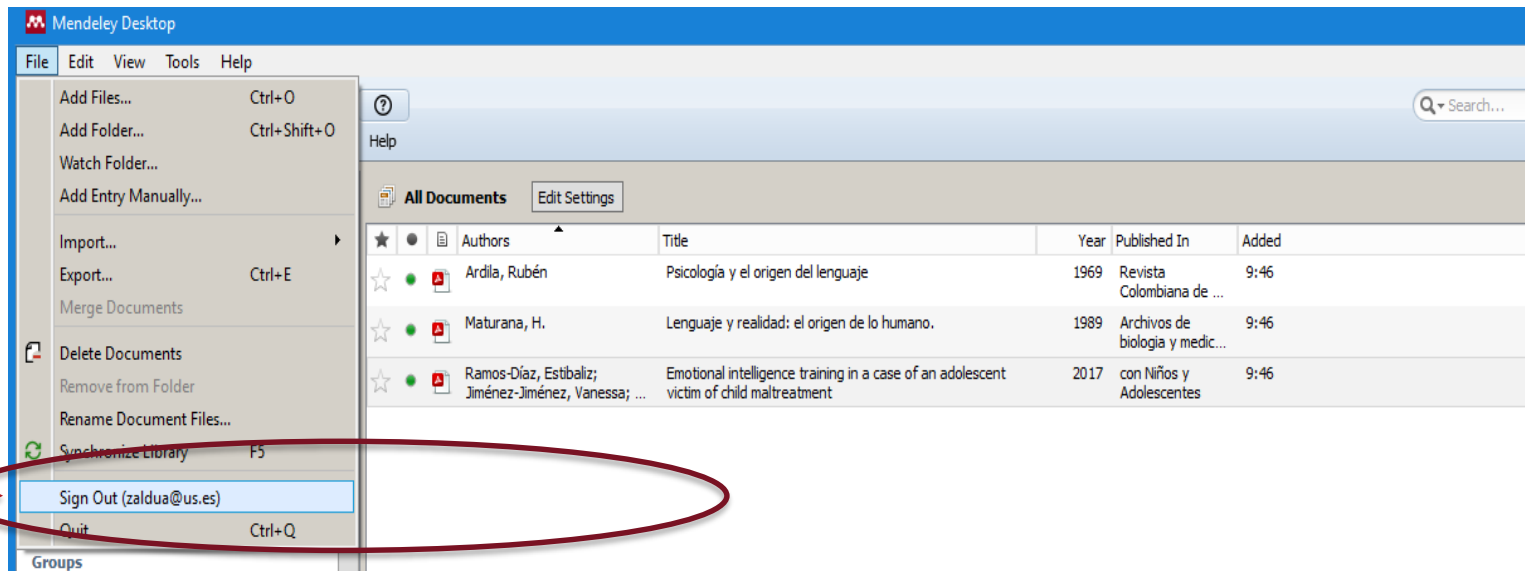 Mendeley Desktop
File Edit View Tools Help
Add Files... Ctrl+O
Add Folder... Ctrl+Shift+O
Watch Folder...
Add Entry Manually...
Import...
Export... Ctrl+E
Merge Documents
Delete Documents
Remove from Folder
Rename Document Files...
Synchronize Library F5
Sign Out (zaldua@us.es)
Quit Ctrl+Q
Groups
Help
Search...
All Documents Edit Settings
Authors Title Year Published In Added
Ardila, Rubén Psicología y el origen del lenguaje 1969 Revista 9:46
Colombiana de ...
Maturana, H. Lenguaje y realidad: el origen de lo humano. 1989 Archivos de 9:46
biologia y medic...
Ramos-Díaz, Estibaliz; Emotional intelligence training in a case of an adolescent 2017 con Niños y 9:46
Jiménez-Jiménez, Vanessa; ... victim of child maltreatment Adolescentes